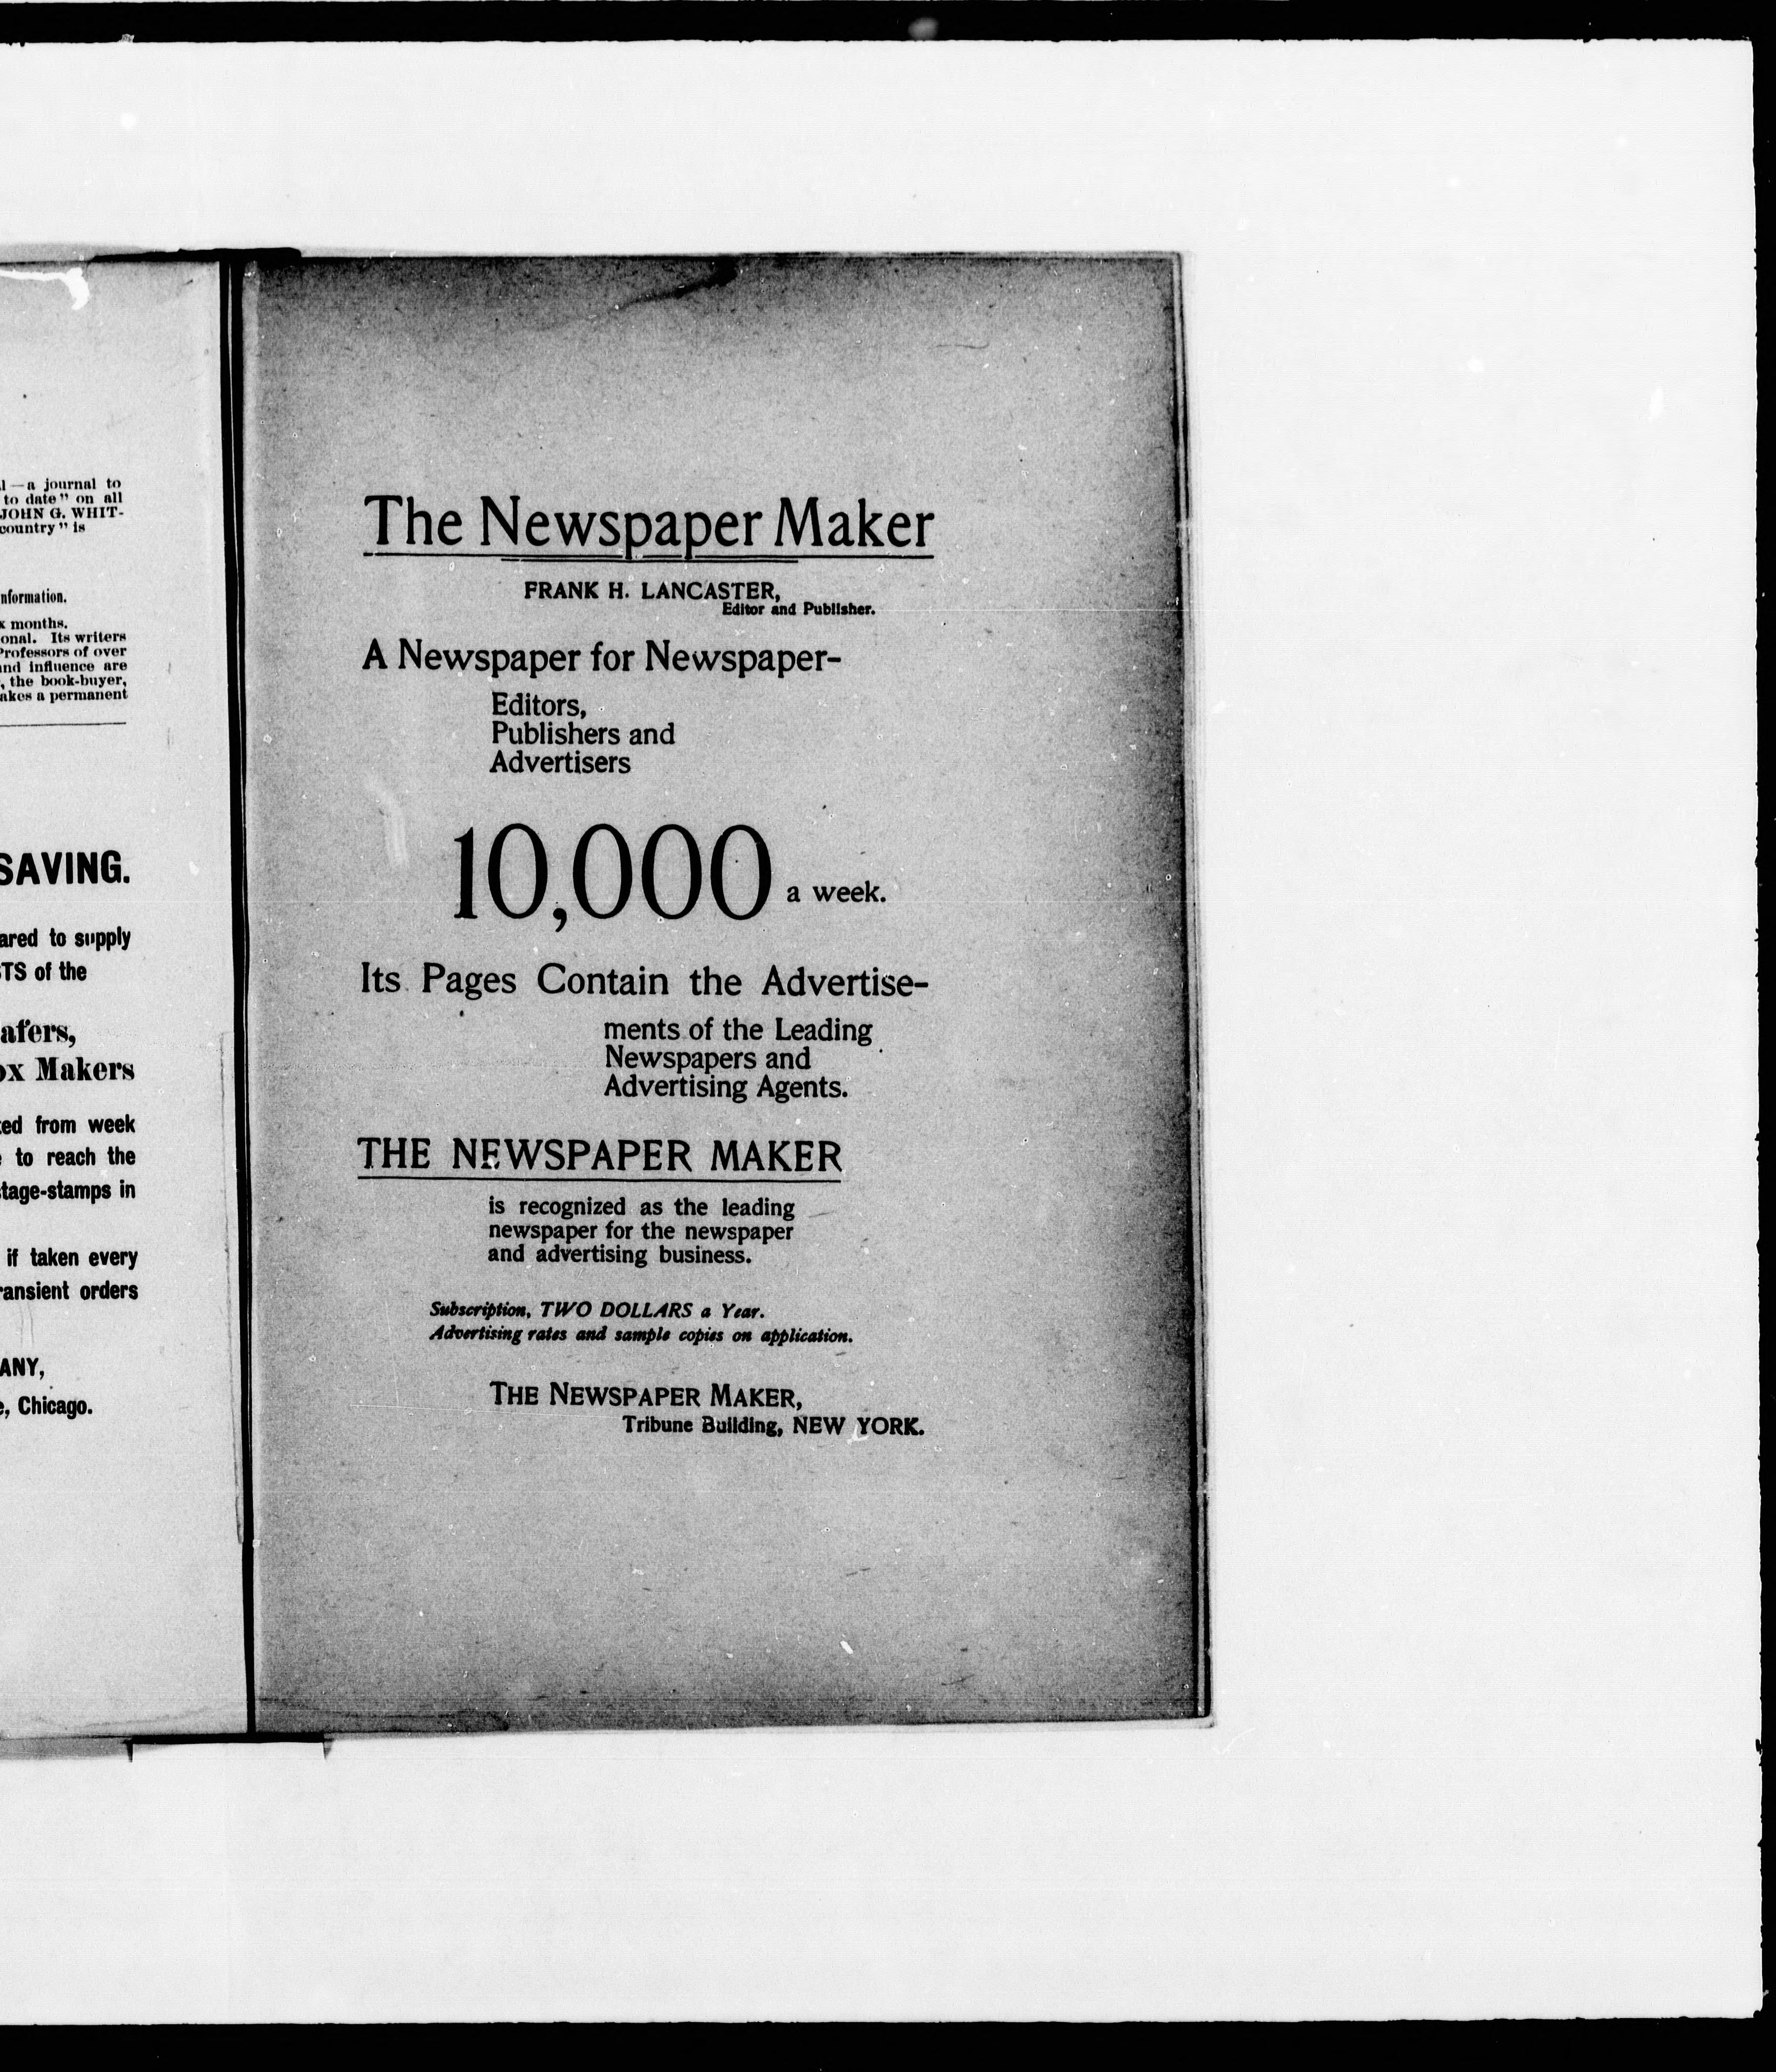 l—a journal to
to date" on all
JOHN G. WHIT-
country" is
nformation.
x months.
onal. Its writers
Professors of over
and influence are
, the book-buyer,
akes a permanent
SAVING.
ared to supply
TS of the
afers,
ox Makers
ted from week
to reach the
tage-stamps in
if taken every
ransient orders
ANY,
e, Chicago.
The Newspaper Maker
FRANK H. LANCASTER,
Editor and Publisher.
A Newspaper for Newspaper-
Editors,
Publishers and
Advertisers
10,000 a week.
Its Pages Contain the Advertise-
ments of the Leading
Newspapers and
Advertising Agents.
THE NEWSPAPER MAKER
is recognized as the leading
newspaper for the newspaper
and advertising business.
Subscription, TWO DOLLARS a Year.
Advertising rates and sample copies on application.
THE NEWSPAPER MAKER,
Tribune Building, NEW YORK.